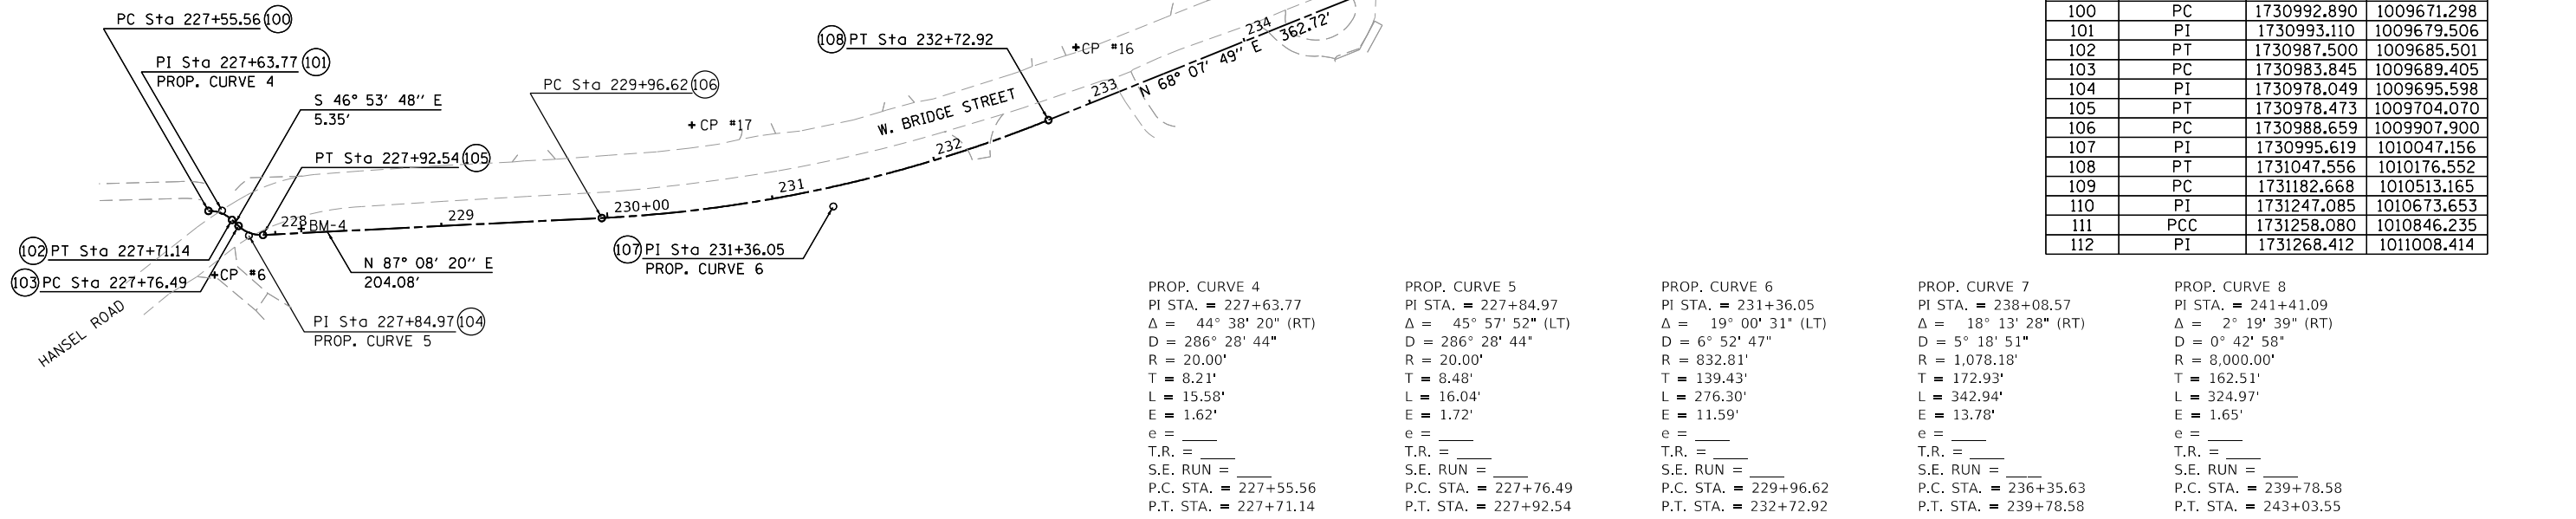 PC Sta 227+55.56 100
PI Sta 227+63.77 101
PROP. CURVE 4
S 46° 53' 48" E
5.35'
PT Sta 227+92.54 105
PC Sta 229+96.62 106
108 PT Sta 232+72.92
+CP #16
+CP #17
W. BRIDGE STREET
N 68° 07' 49" E 362.72'
228
229
230+00
231
232
233
234
BM-4
102 PT Sta 227+71.14
103 PC Sta 227+76.49
+CP #6
HANSEL ROAD
N 87° 08' 20" E
204.08'
PI Sta 227+84.97 104
PROP. CURVE 5
107 PI Sta 231+36.05
PROP. CURVE 6
100 PC 1730992.890 1009671.298
101 PI 1730993.110 1009679.506
102 PT 1730987.500 1009685.501
103 PC 1730983.845 1009689.405
104 PI 1730978.049 1009695.598
105 PT 1730978.473 1009704.070
106 PC 1730988.659 1009907.900
107 PI 1730995.619 1010047.156
108 PT 1731047.556 1010176.552
109 PC 1731182.668 1010513.165
110 PI 1731247.085 1010673.653
111 PCC 1731258.080 1010846.235
112 PI 1731268.412 1011008.414
PROP. CURVE 4
PI STA. = 227+63.77
Δ = 44° 38' 20" (RT)
D = 286° 28' 44"
R = 20.00'
T = 8.21'
L = 15.58'
E = 1.62'
e = ____
T.R. = ____
S.E. RUN = ____
P.C. STA. = 227+55.56
P.T. STA. = 227+71.14
PROP. CURVE 5
PI STA. = 227+84.97
Δ = 45° 57' 52" (LT)
D = 286° 28' 44"
R = 20.00'
T = 8.48'
L = 16.04'
E = 1.72'
e = ____
T.R. = ____
S.E. RUN = ____
P.C. STA. = 227+76.49
P.T. STA. = 227+92.54
PROP. CURVE 6
PI STA. = 231+36.05
Δ = 19° 00' 31" (LT)
D = 6° 52' 47"
R = 832.81'
T = 139.43'
L = 276.30'
E = 11.59'
e = ____
T.R. = ____
S.E. RUN = ____
P.C. STA. = 229+96.62
P.T. STA. = 232+72.92
PROP. CURVE 7
PI STA. = 238+08.57
Δ = 18° 13' 28" (RT)
D = 5° 18' 51"
R = 1,078.18'
T = 172.93'
L = 342.94'
E = 13.78'
e = ____
T.R. = ____
S.E. RUN = ____
P.C. STA. = 236+35.63
P.T. STA. = 239+78.58
PROP. CURVE 8
PI STA. = 241+41.09
Δ = 2° 19' 39" (RT)
D = 0° 42' 58"
R = 8,000.00'
T = 162.51'
L = 324.97'
E = 1.65'
e = ____
T.R. = ____
S.E. RUN = ____
P.C. STA. = 239+78.58
P.T. STA. = 243+03.55